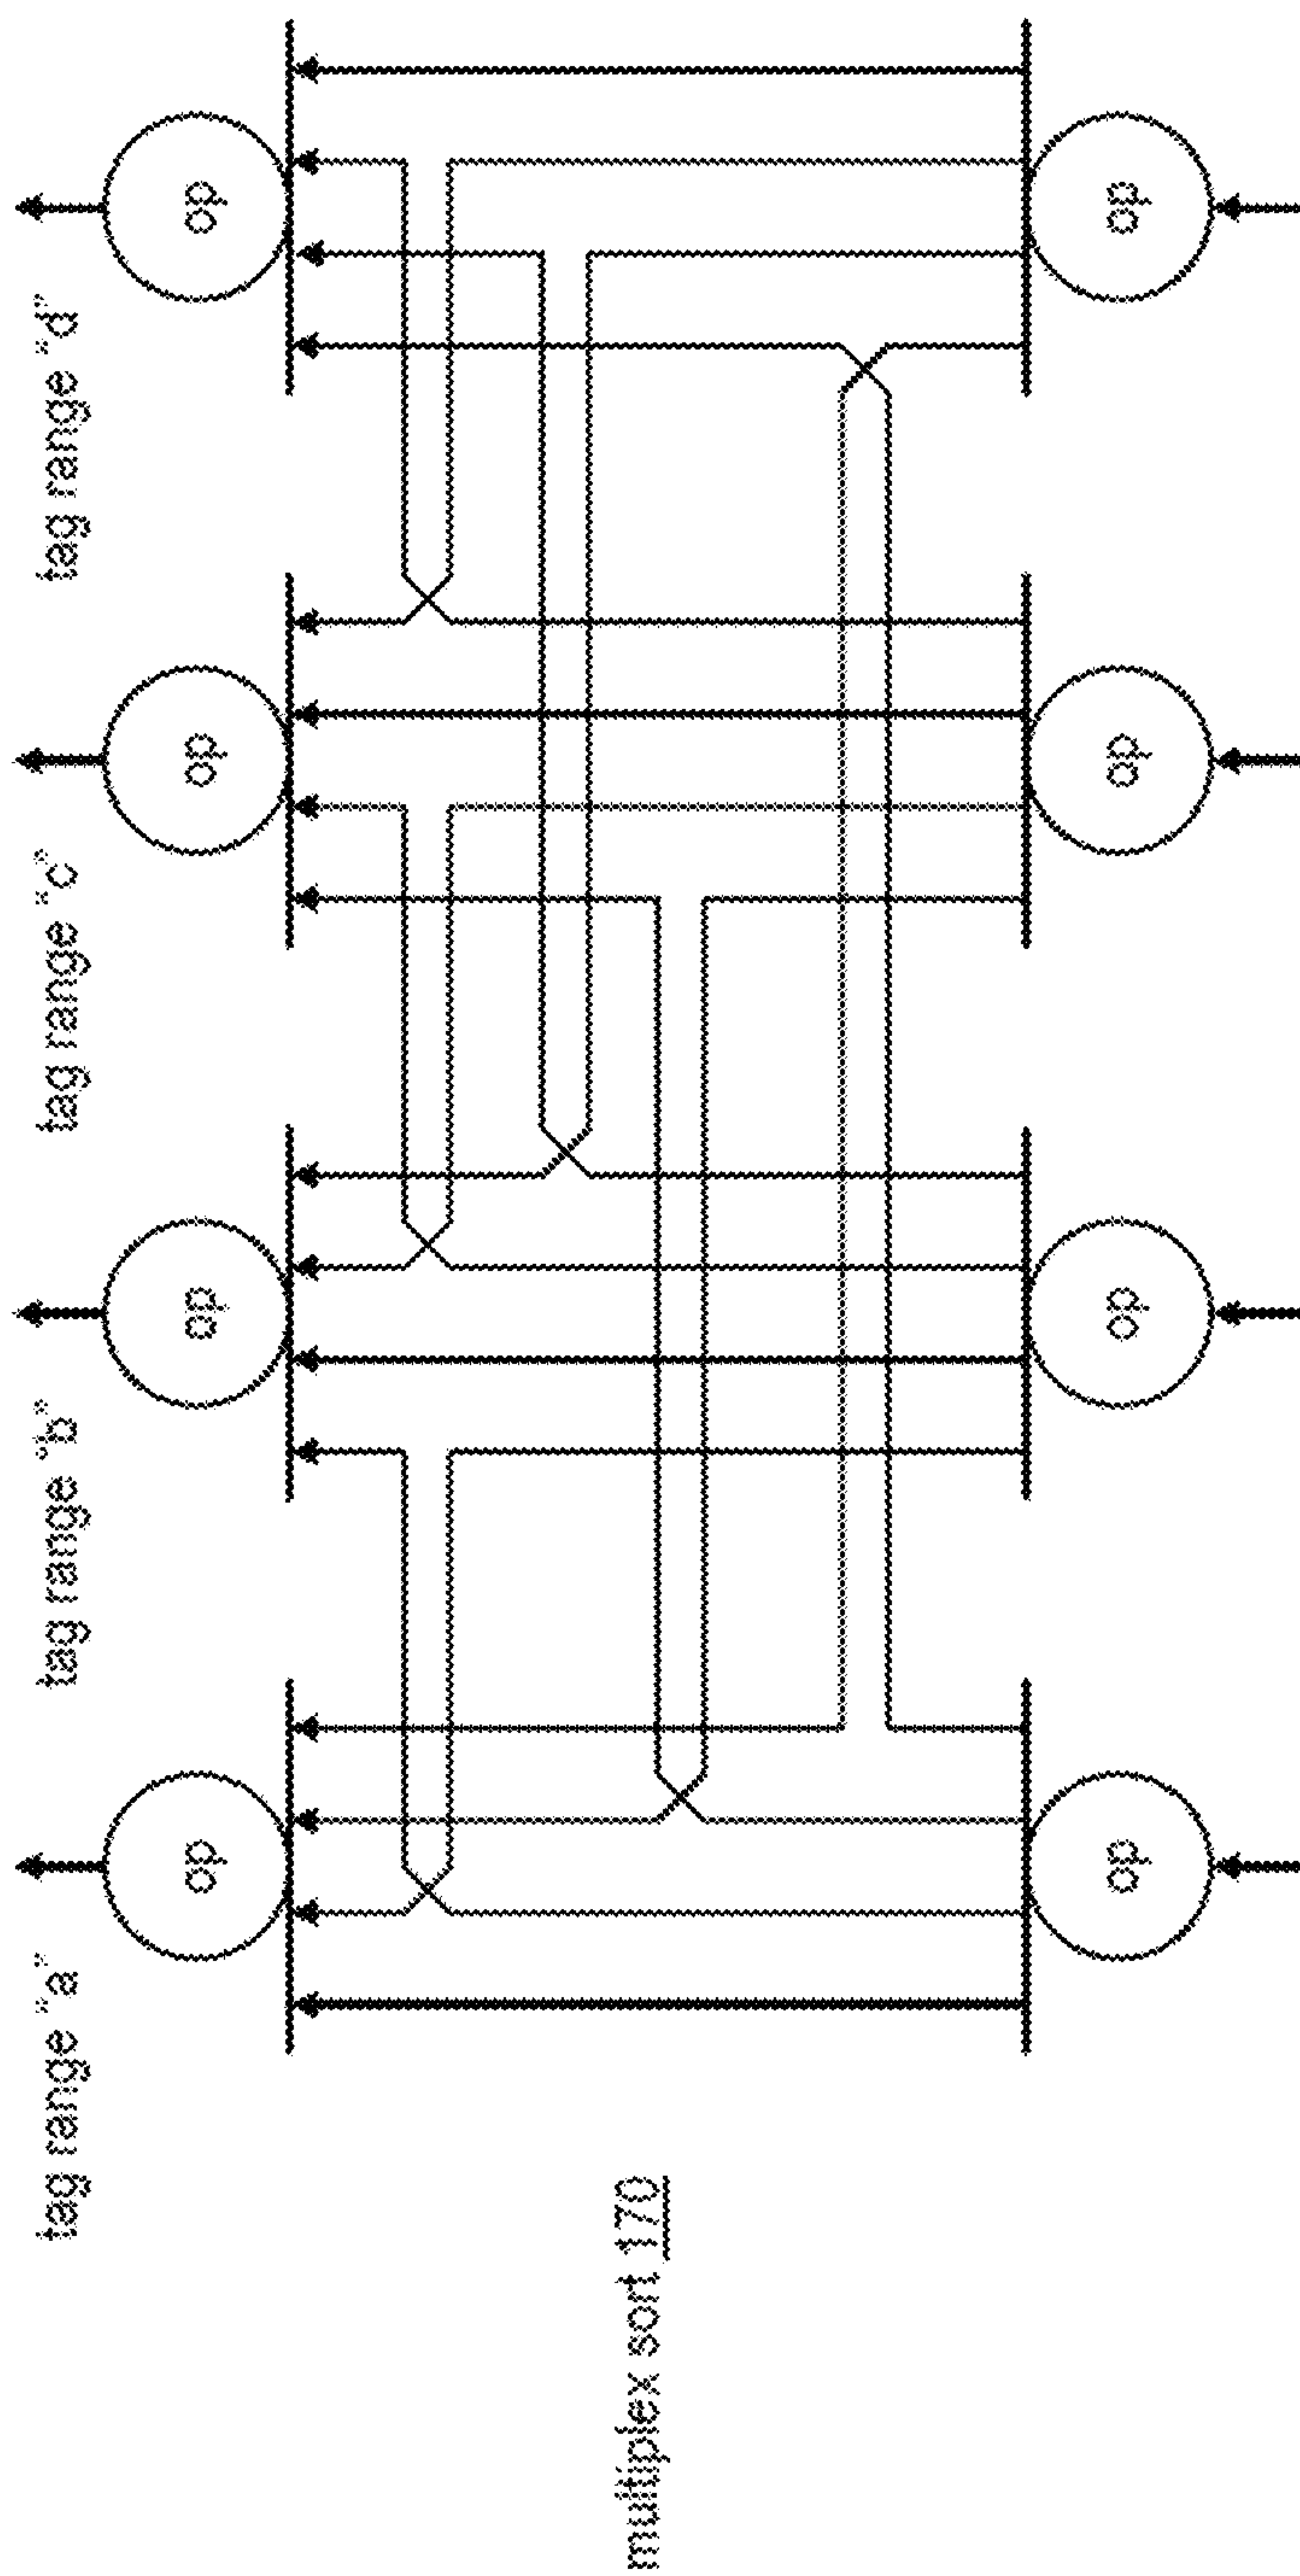 multiplex sort 170
tag range "a"
tag range "b"
tag range "c"
tag range "d"
op
op
op
op
op
op
op
op